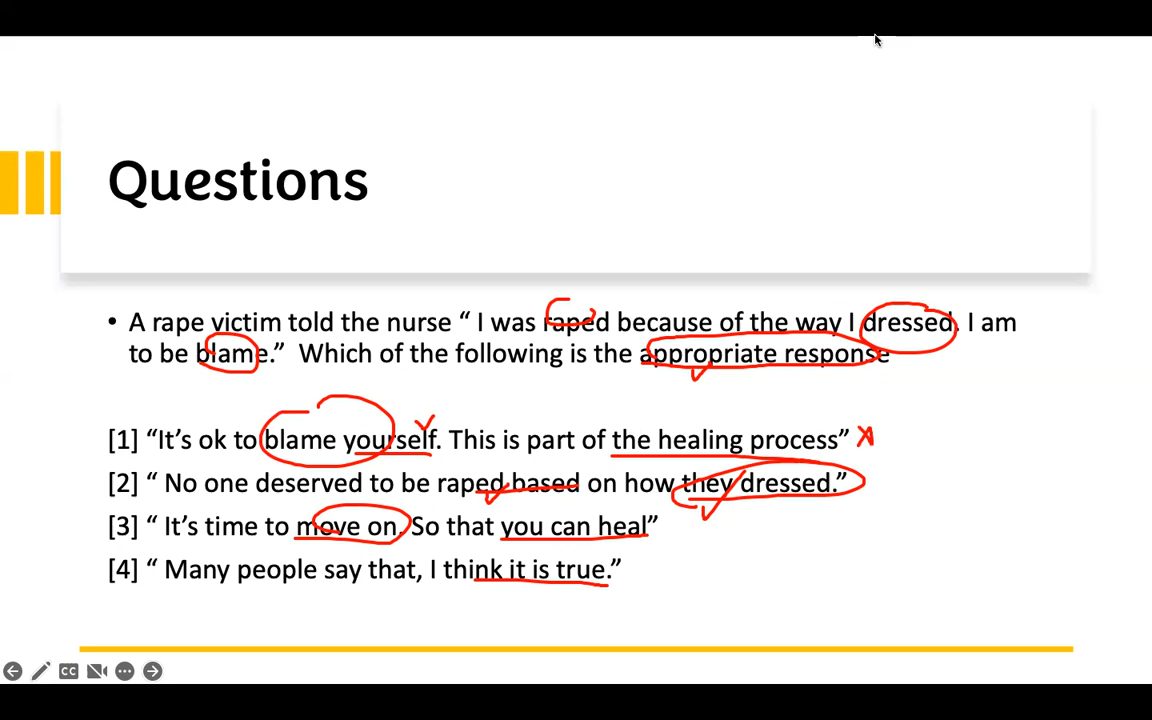 Questions
• A rape victim told the nurse “ I was raped because of the way I dressed. I am
to be blame.” Which of the following is the appropriate response
[1] “It’s ok to blame yourself. This is part of the healing process”
[2] “ No one deserved to be raped based on how they dressed.”
[3] “ It’s time to move on. So that you can heal”
[4] “ Many people say that, I think it is true.”
CC